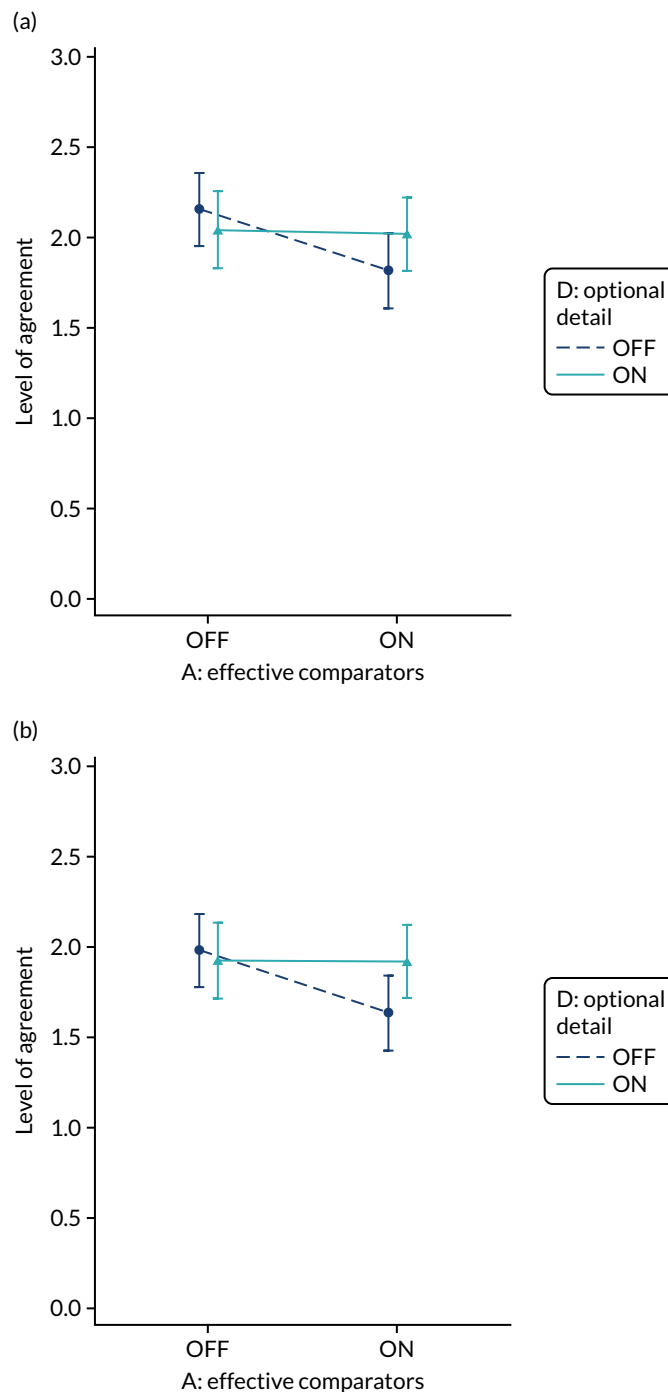 (a)
3.0
2.5
2.0
1.5
1.0
0.5
0.0
Level of agreement
OFF ON
A: effective comparators
D: optional
detail
OFF
ON
(b)
3.0
2.5
2.0
1.5
1.0
0.5
0.0
Level of agreement
OFF ON
A: effective comparators
D: optional
detail
OFF
ON